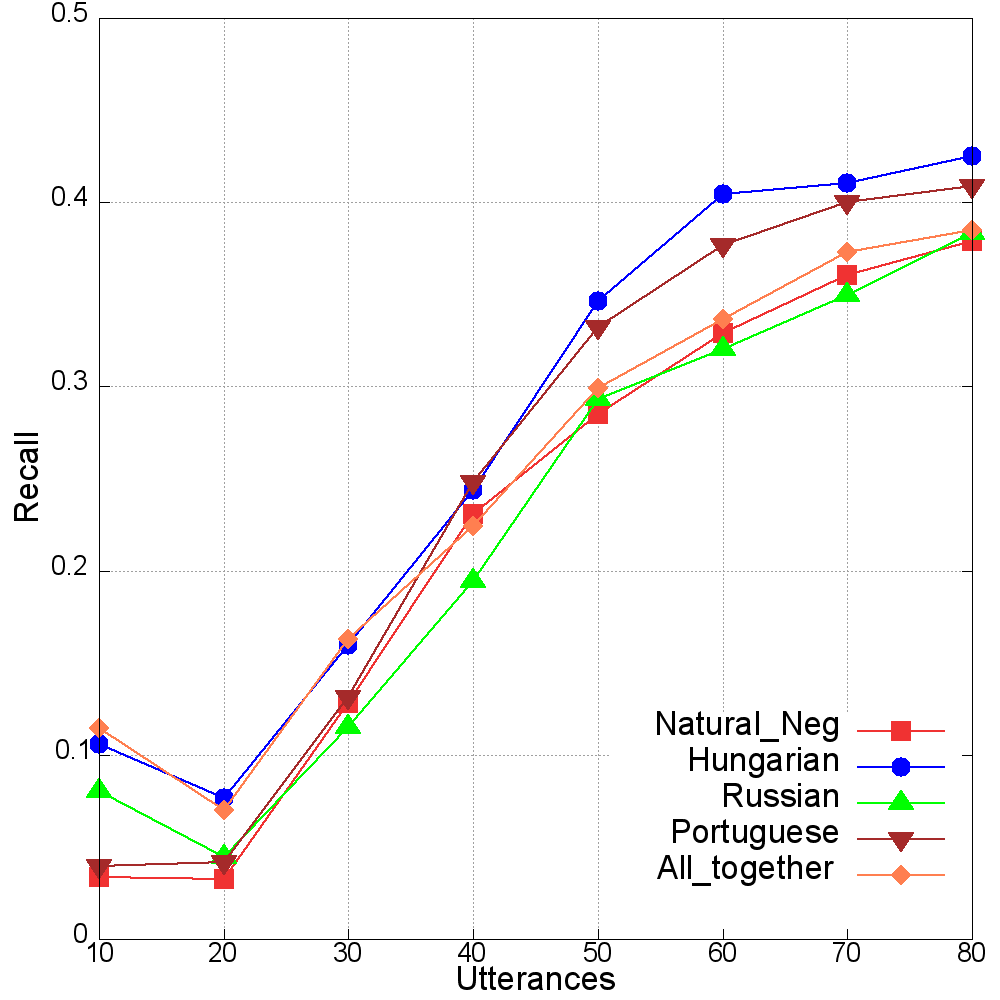 0.5
0.4
0.3
0.2
0.1
0
Recall
Natural_Neg
Hungarian
Russian
Portuguese
All_together
10 20 30 40 50 60 70 80
Utterances